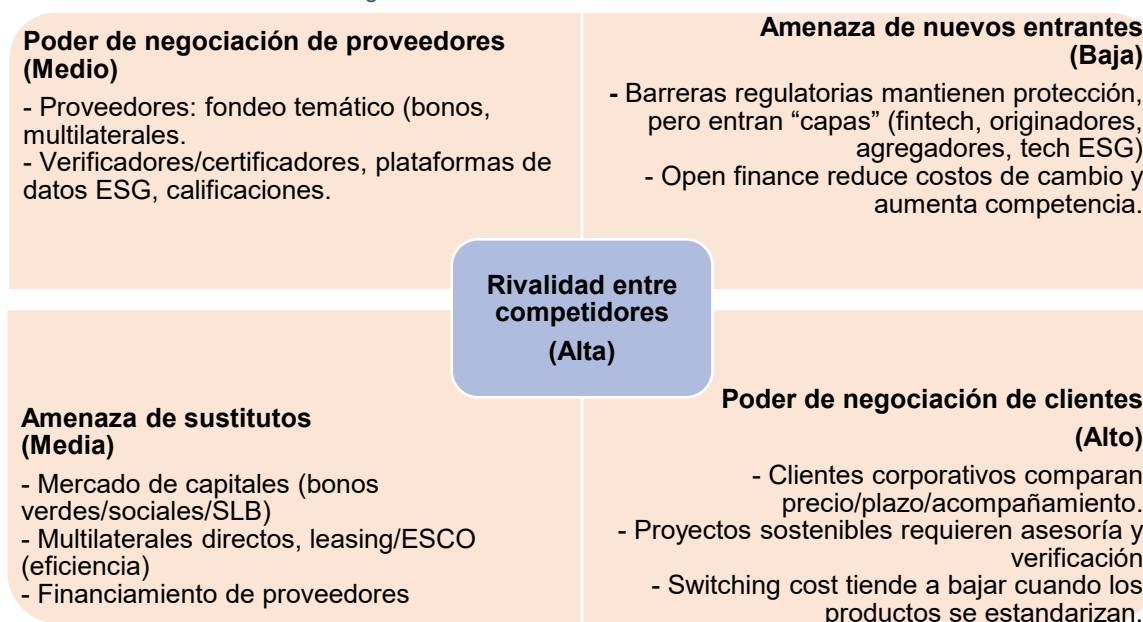 Poder de negociación de proveedores
(Medio)
- Proveedores: fondeo temático (bonos,
multilaterales.
- Verificadores/certificadores, plataformas de
datos ESG, calificaciones.
Amenaza de nuevos entrantes
(Baja)
- Barreras regulatorias mantienen protección,
pero entran “capas” (fintech, originadores,
agregadores, tech ESG)
- Open finance reduce costos de cambio y
aumenta competencia.
Rivalidad entre
competidores
(Alta)
Amenaza de sustitutos
(Media)
- Mercado de capitales (bonos
verdes/sociales/SLB)
- Multilaterales directos, leasing/ESCO
(eficiencia)
- Financiamiento de proveedores
Poder de negociación de clientes
(Alto)
- Clientes corporativos comparan
precio/plazo/acompañamiento.
- Proyectos sostenibles requieren asesoría y
verificación
- Switching cost tiende a bajar cuando los
productos se estandarizan.